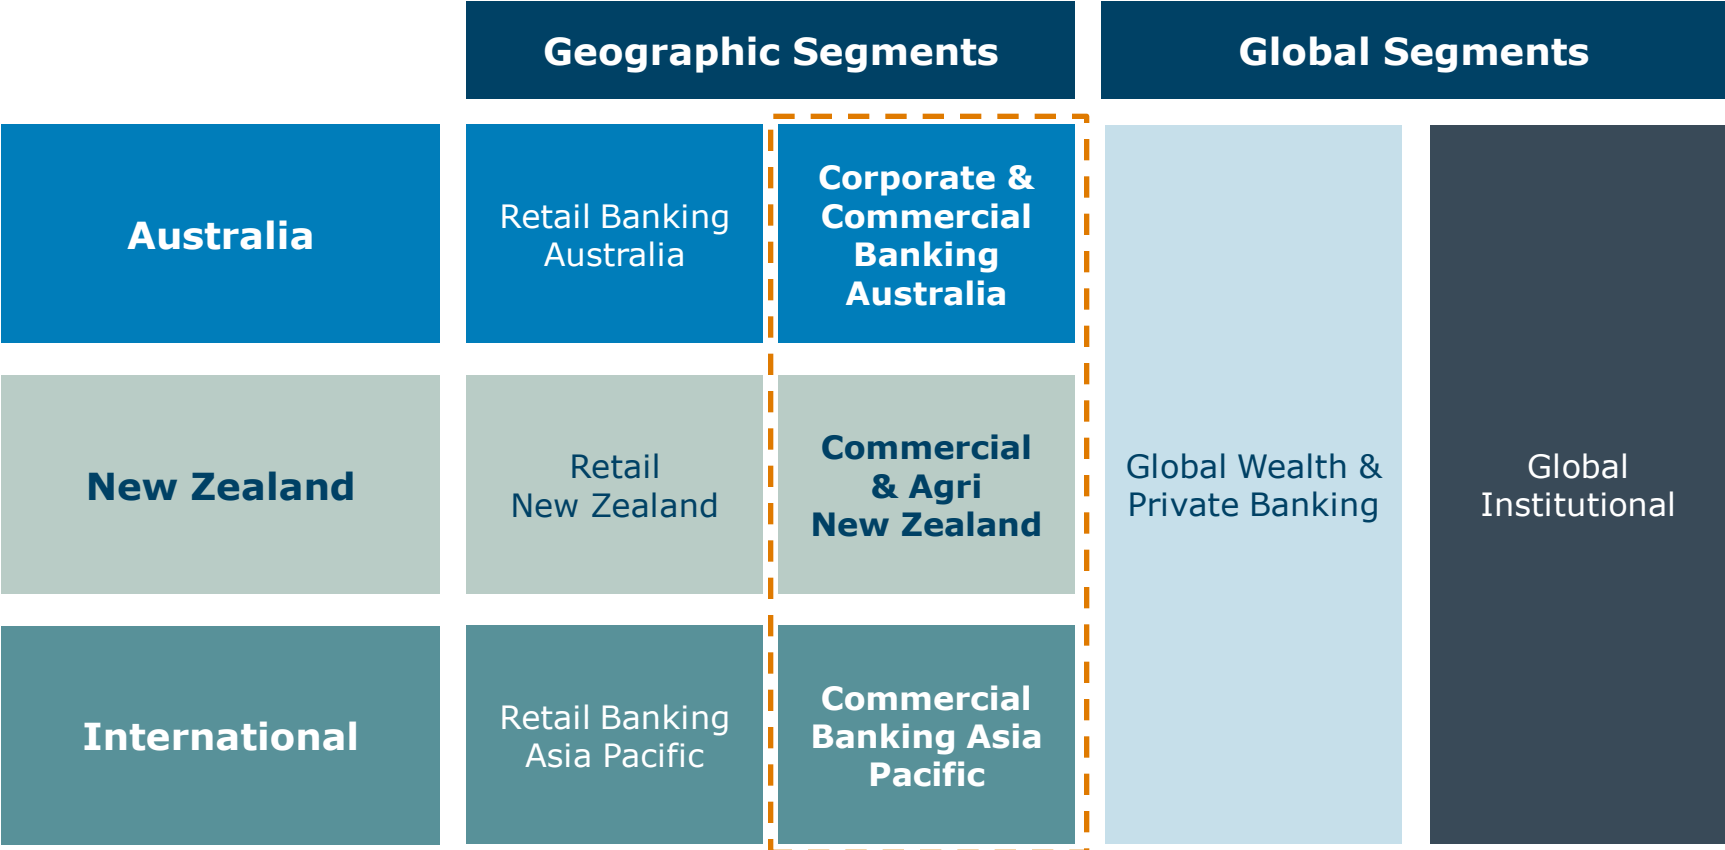 Geographic Segments
Global Segments
Australia
Retail Banking
Australia
Corporate &
Commercial
Banking
Australia
New Zealand
Retail
New Zealand
Commercial
& Agri
New Zealand
Global Wealth &
Private Banking
Global
Institutional
International
Retail Banking
Asia Pacific
Commercial
Banking Asia
Pacific